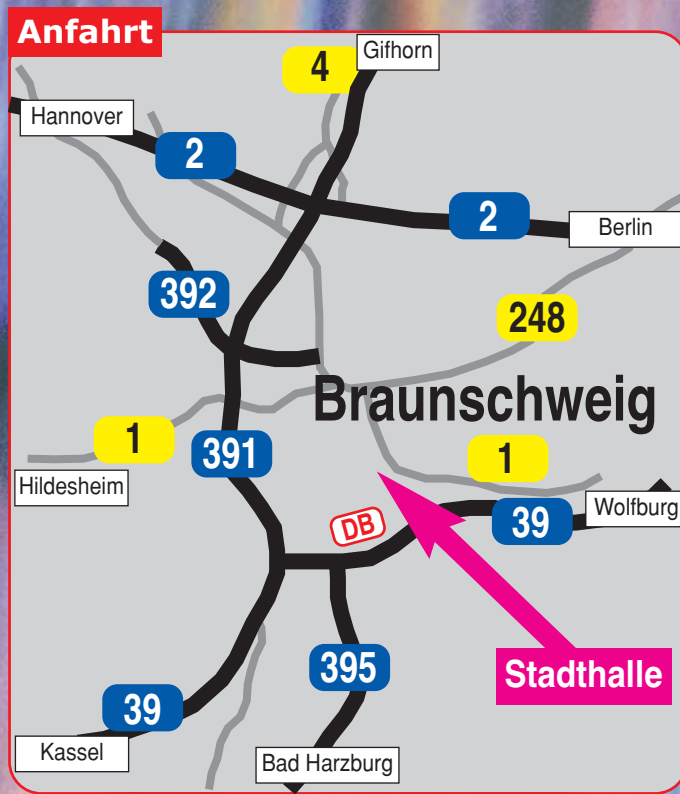 Anfahrt
Gifhorn
4
Hannover
2
2
Berlin
392
248
Braunschweig
1
391
1
Hildesheim
Wolfburg
39
DB
Stadthalle
395
39
Kassel
Bad Harzburg